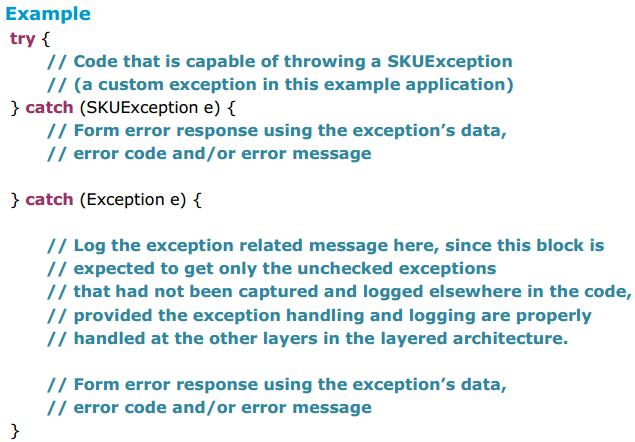 Example
try {
// Code that is capable of throwing a SKUException
// (a custom exception in this example application)
} catch (SKUException e) {
// Form error response using the exception’s data,
// error code and/or error message
} catch (Exception e) {
// Log the exception related message here, since this block is
// expected to get only the unchecked exceptions
// that had not been captured and logged elsewhere in the code,
// provided the exception handling and logging are properly
// handled at the other layers in the layered architecture.
// Form error response using the exception’s data,
// error code and/or error message
}